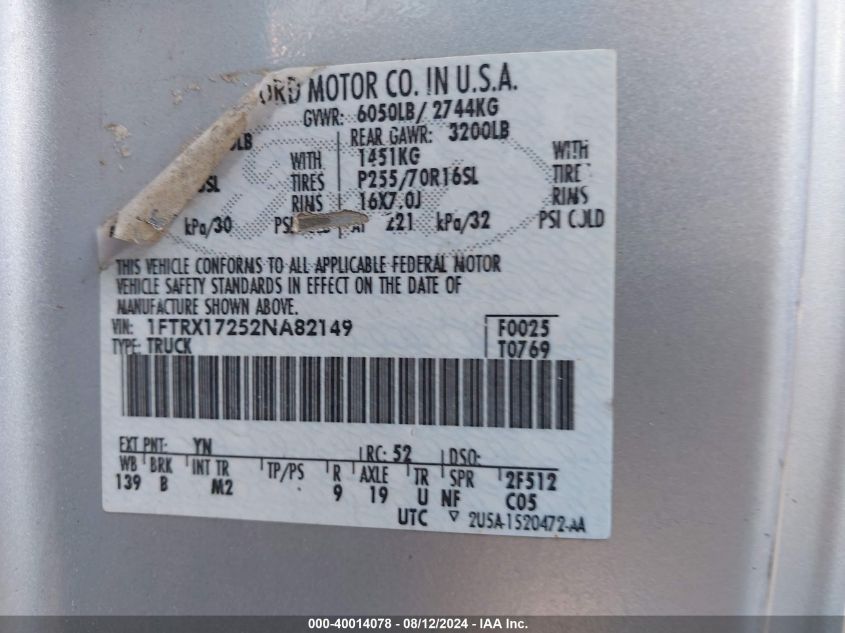 ORD MOTOR CO. IN U.S.A.
GVWR: 6050LB/ 2744KG
0LB REAR GAWR: 3200LB
WITH 1451KG WITH
SL TIRES P255/70R16SL TIRE
RIMS 16X7.0J RIMS
kPa/30 AT 221 kPa/32 PSI COLD
THIS VEHICLE CONFORMS TO ALL APPLICABLE FEDERAL MOTOR
VEHICLE SAFETY STANDARDS IN EFFECT ON THE DATE OF
MANUFACTURE SHOWN ABOVE.
VIN: 1FTRX17252NA82149 F0025
TYPE: TRUCK T0769
EXT PNT: YN RC: 52 DSO:
WB BRK INT TR TP/PS R AXLE TR SPR 2F512
139 B M2 9 19 U NF C05
UTC ▽ 2U5A-1520472-AA
000-40014078 - 08/12/2024 - IAA Inc.